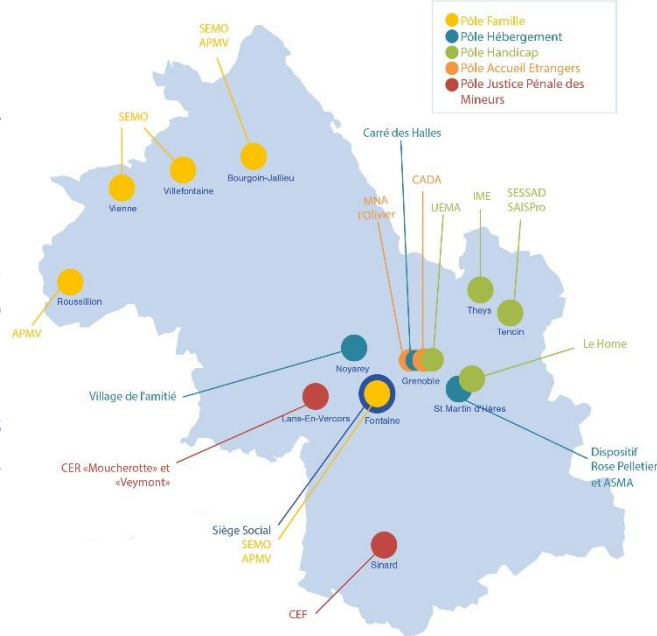 Pôle Famille
Pôle Hébergement
Pôle Handicap
Pôle Accueil Etrangers
Pôle Justice Pénale des
Mineurs
SEMO
APMV
SEMO
Bourgoin-Jallieu
Villefontaine
Vienne
Roussillion
APMV
Carré des Halles
CADA
MNA
l'Olivier
UEMA
IME
SESSAD
SAISPro
Theys
Tencin
Le Home
Noyarey
Grenoble
St Martin d'Hères
Village de l'amitié
Lans-En-Vercors
Fontaine
Dispositif
Rose Pelletier
et ASMA
CER «Moucherotte» et
«Veymont»
Siège Social
SEMO
APMV
Sinard
CEF